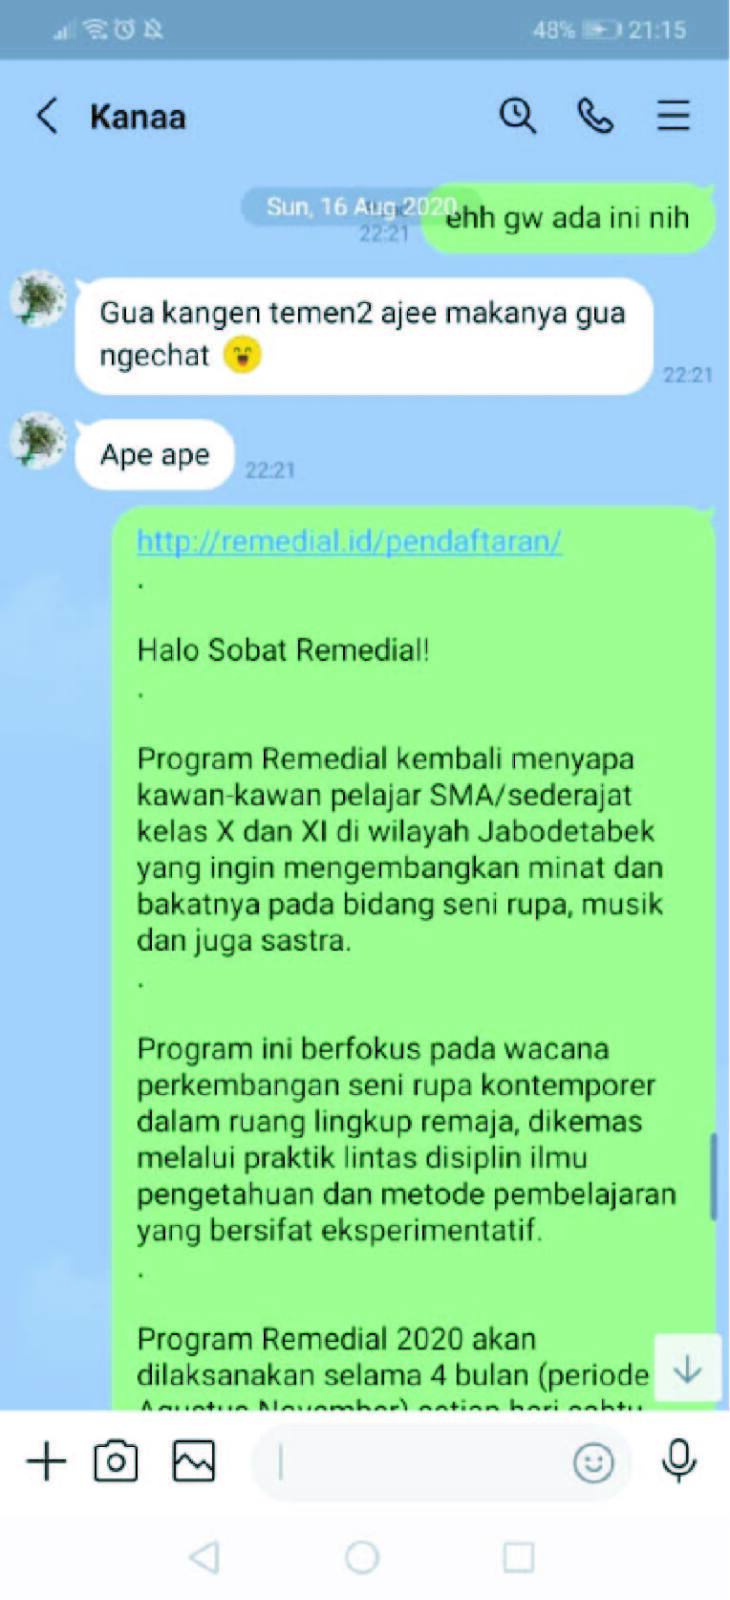 48% 21:15
Kanaa
Sun, 16 Aug 2020
ehh gw ada ini nih
22:21
Gua kangen temen2 ajee makanya gua
ngechat
22:21
Ape ape
22:21
http://remedial.id/pendaftaran/
.
Halo Sobat Remedial!
.
Program Remedial kembali menyapa
kawan-kawan pelajar SMA/sederajat
kelas X dan XI di wilayah Jabodetabek
yang ingin mengembangkan minat dan
bakatnya pada bidang seni rupa, musik
dan juga sastra.
.
Program ini berfokus pada wacana
perkembangan seni rupa kontemporer
dalam ruang lingkup remaja, dikemas
melalui praktik lintas disiplin ilmu
pengetahuan dan metode pembelajaran
yang bersifat eksperimentatif.
.
Program Remedial 2020 akan
dilaksanakan selama 4 bulan (periode
Agustus November) setiap hari sabtu